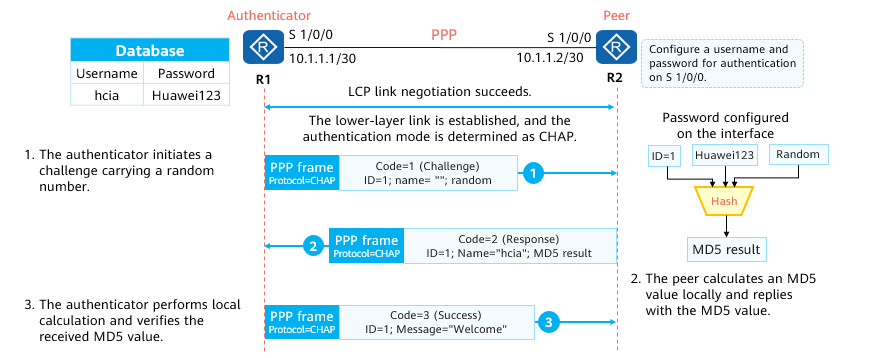 Authenticator
Peer
S 1/0/0
PPP
S 1/0/0
10.1.1.1/30
10.1.1.2/30
R
R
R1
R2
Database
Username
Password
hcia
Huawei123
Configure a username and
password for authentication
on S 1/0/0.
LCP link negotiation succeeds.
The lower-layer link is established, and the
authentication mode is determined as CHAP.
1. The authenticator initiates a
challenge carrying a random
number.
PPP frame
Protocol=CHAP
Code=1 (Challenge)
ID=1; name= ""; random
1
Password configured
on the interface
ID=1
Huawei123
Random
Hash
MD5 result
2
PPP frame
Protocol=CHAP
Code=2 (Response)
ID=1; Name="hcia"; MD5 result
2. The peer calculates an MD5
value locally and replies
with the MD5 value.
3. The authenticator performs local
calculation and verifies the
received MD5 value.
PPP frame
Protocol=CHAP
Code=3 (Success)
ID=1; Message="Welcome"
3